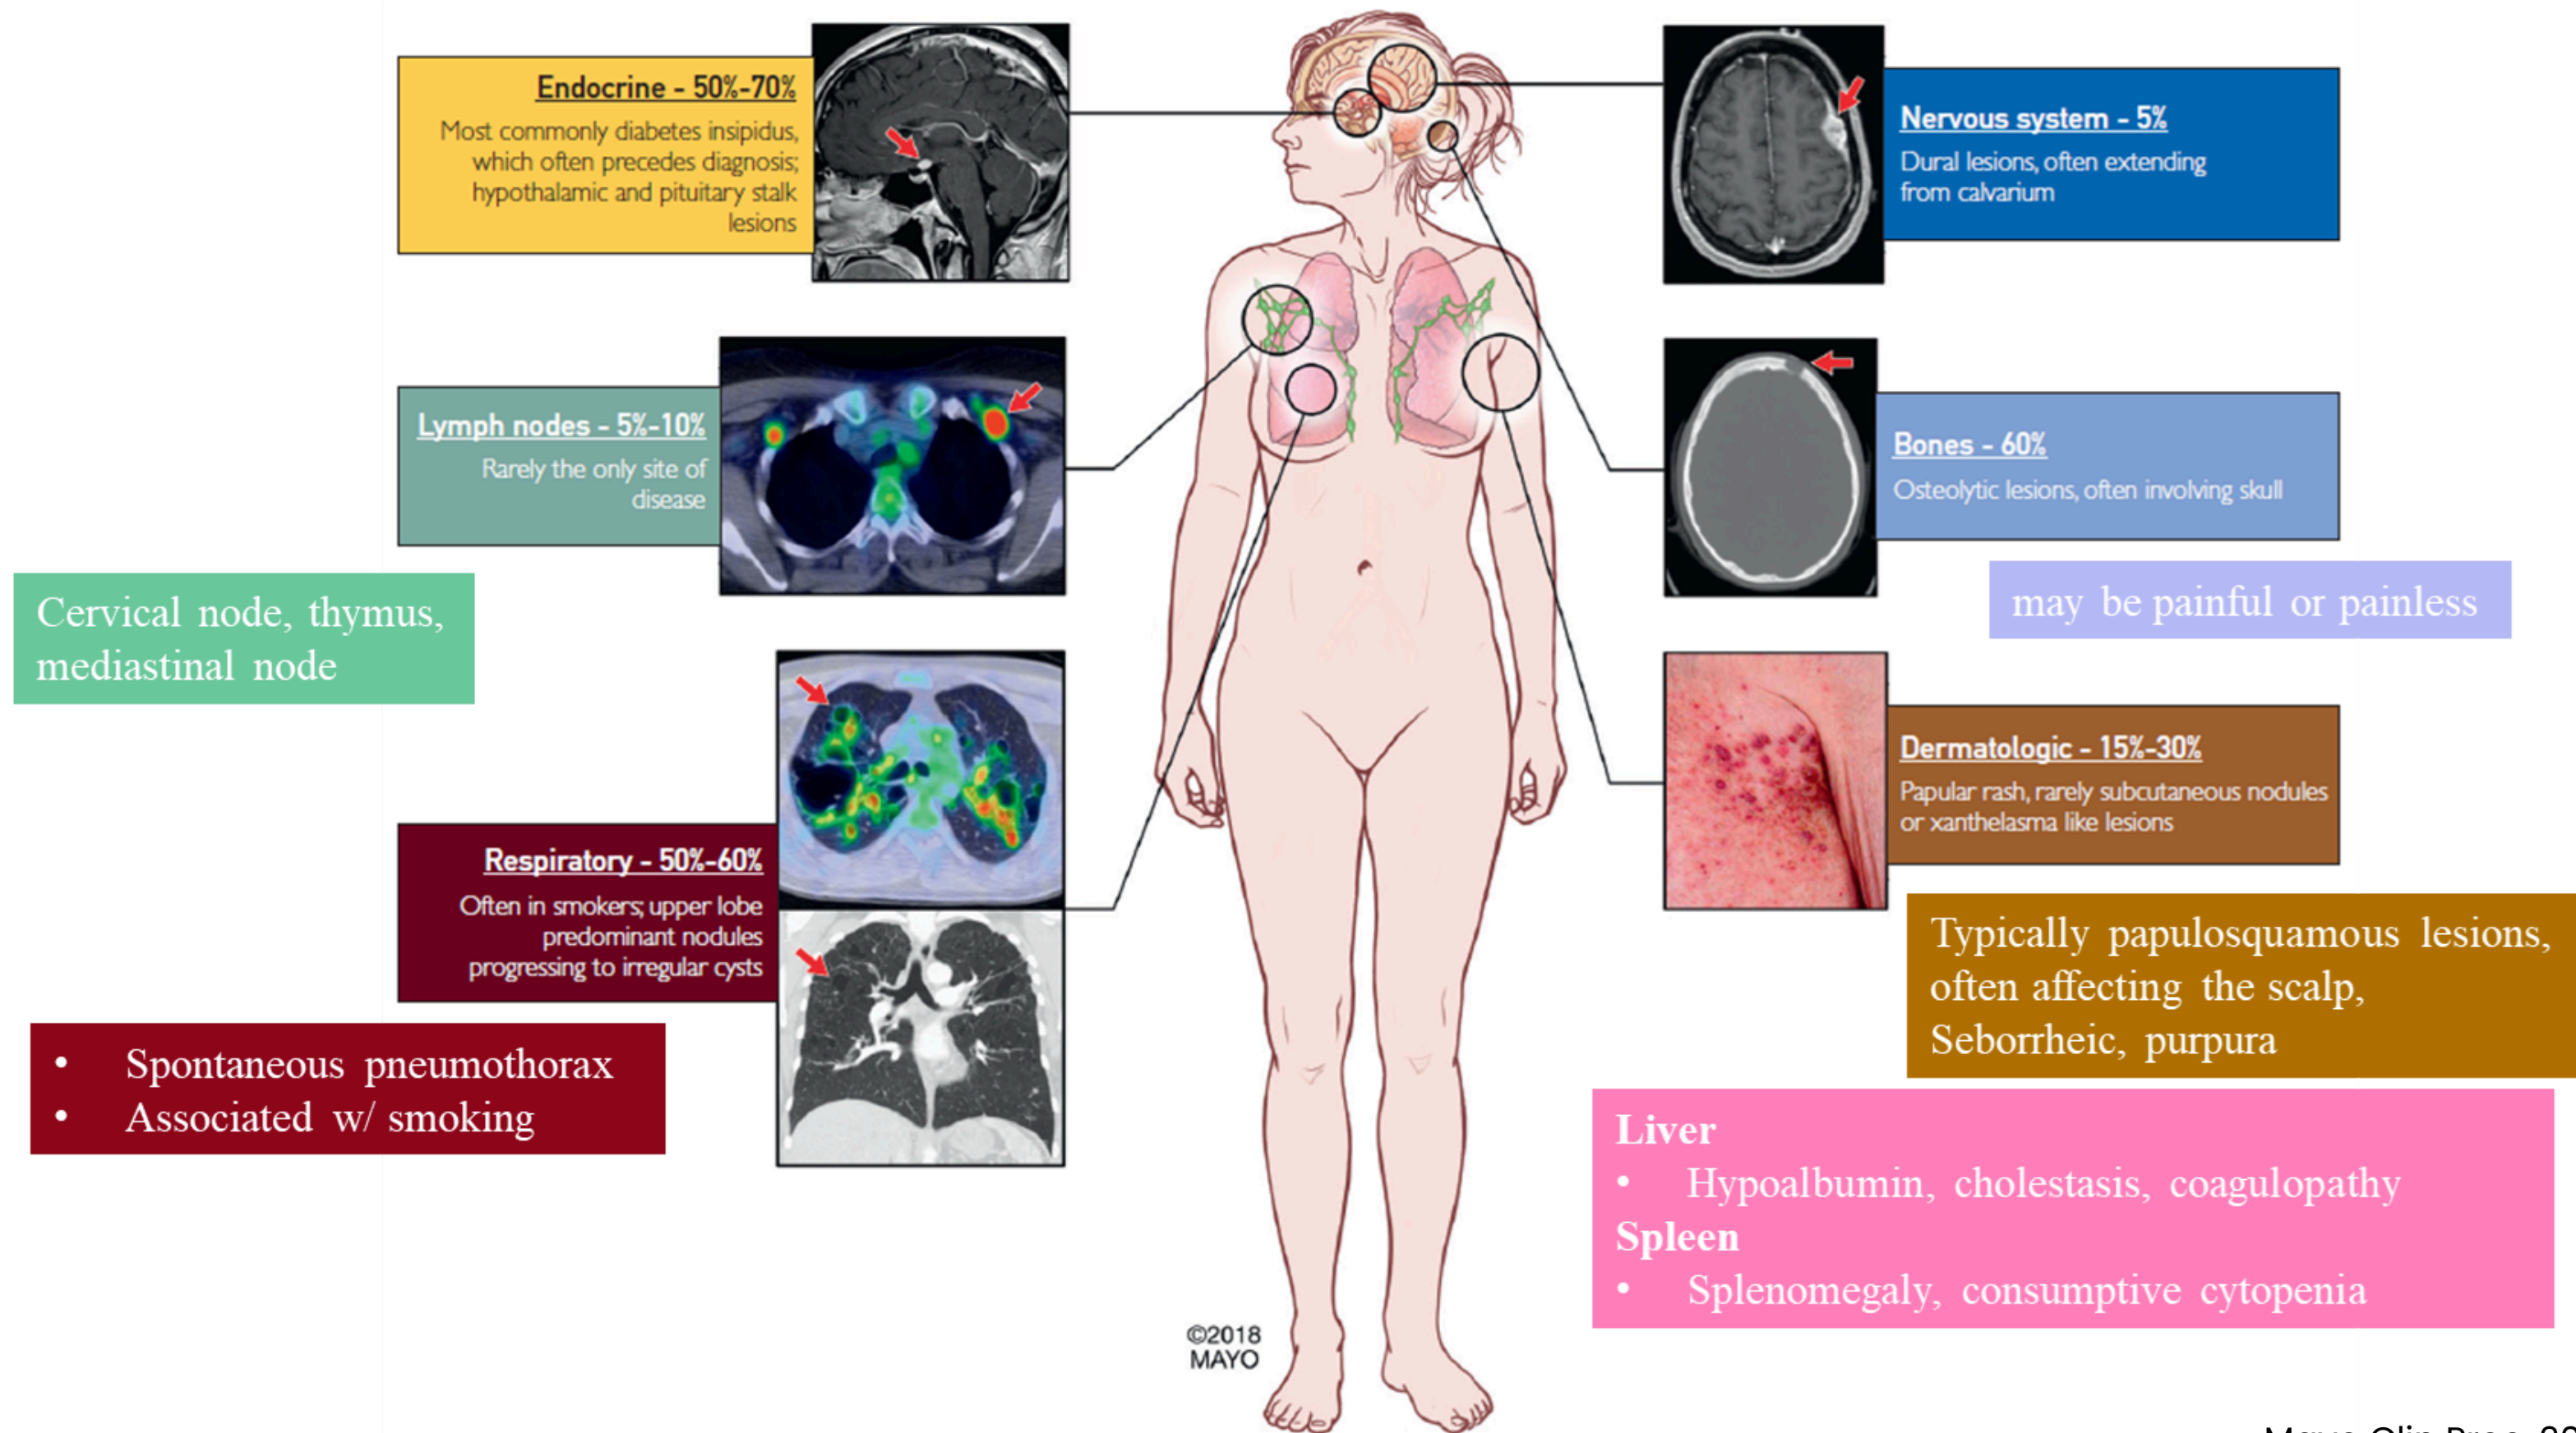 Endocrine - 50%-70%
Most commonly diabetes insipidus,
which often precedes diagnosis;
hypothalamic and pituitary stalk
lesions
Nervous system - 5%
Dural lesions, often extending
from calvarium
Lymph nodes - 5%-10%
Rarely the only site of
disease
Bones - 60%
Osteolytic lesions, often involving skull
Cervical node, thymus,
mediastinal node
may be painful or painless
Respiratory - 50%-60%
Often in smokers; upper lobe
predominant nodules
progressing to irregular cysts
Dermatologic - 15%-30%
Papular rash, rarely subcutaneous nodules
or xanthelasma like lesions
• Spontaneous pneumothorax
• Associated w/ smoking
Typically papulosquamous lesions,
often affecting the scalp,
Seborrheic, purpura
Liver
• Hypoalbumin, cholestasis, coagulopathy
Spleen
• Splenomegaly, consumptive cytopenia
©2018
MAYO